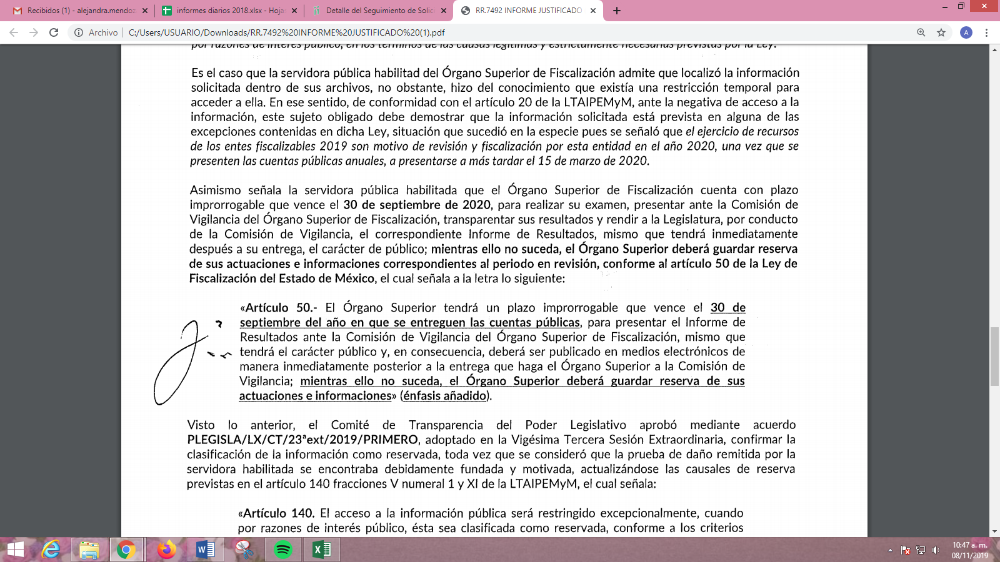 Recibidos (1) - alejandra.mendoz
informes diarios 2018.xlsx - Hoja
Detalle del Seguimiento de Solici
RR.7492 INFORME JUSTIFICADO
Archivo
C:/Users/USUARIO/Downloads/RR.7492%20INFORME%20JUSTIFICADO%20(1).pdf
A
por razones de interés público, en los términos de las causas legítimas y estrictamente necesarias previstas por la Ley.
Es el caso que la servidora pública habilitad del Órgano Superior de Fiscalización admite que localizó la información
solicitada dentro de sus archivos, no obstante, hizo del conocimiento que existía una restricción temporal para
acceder a ella. En ese sentido, de conformidad con el artículo 20 de la LTAIPEMyM, ante la negativa de acceso a la
información, este sujeto obligado debe demostrar que la información solicitada está prevista en alguna de las
excepciones contenidas en dicha Ley, situación que sucedió en la especie pues se señaló que el ejercicio de recursos
de los entes fiscalizables 2019 son motivo de revisión y fiscalización por esta entidad en el año 2020, una vez que se
presenten las cuentas públicas anuales, a presentarse a más tardar el 15 de marzo de 2020.
Asimismo señala la servidora pública habilitada que el Órgano Superior de Fiscalización cuenta con plazo
improrrogable que vence el 30 de septiembre de 2020, para realizar su examen, presentar ante la Comisión de
Vigilancia del Órgano Superior de Fiscalización, transparentar sus resultados y rendir a la Legislatura, por conducto
de la Comisión de Vigilancia, el correspondiente Informe de Resultados, mismo que tendrá inmediatamente
después a su entrega, el carácter de público; mientras ello no suceda, el Órgano Superior deberá guardar reserva
de sus actuaciones e informaciones correspondientes al periodo en revisión, conforme al artículo 50 de la Ley de
Fiscalización del Estado de México, el cual señala a la letra lo siguiente:
«Artículo 50.- El Órgano Superior tendrá un plazo improrrogable que vence el 30 de
septiembre del año en que se entreguen las cuentas públicas, para presentar el Informe de
Resultados ante la Comisión de Vigilancia del Órgano Superior de Fiscalización, mismo que
tendrá el carácter público y, en consecuencia, deberá ser publicado en medios electrónicos de
manera inmediatamente posterior a la entrega que haga el Órgano Superior a la Comisión de
Vigilancia; mientras ello no suceda, el Órgano Superior deberá guardar reserva de sus
actuaciones e informaciones» (énfasis añadido).
Visto lo anterior, el Comité de Transparencia del Poder Legislativo aprobó mediante acuerdo
PLEGISLA/LX/CT/23ªext/2019/PRIMERO, adoptado en la Vigésima Tercera Sesión Extraordinaria, confirmar la
clasificación de la información como reservada, toda vez que se consideró que la prueba de daño remitida por la
servidora habilitada se encontraba debidamente fundada y motivada, actualizándose las causales de reserva
previstas en el artículo 140 fracciones V numeral 1 y XI de la LTAIPEMyM, el cual señala:
«Artículo 140. El acceso a la información pública será restringido excepcionalmente, cuando
por razones de interés público, ésta sea clasificada como reservada, conforme a los criterios
10:47 a. m.
08/11/2019